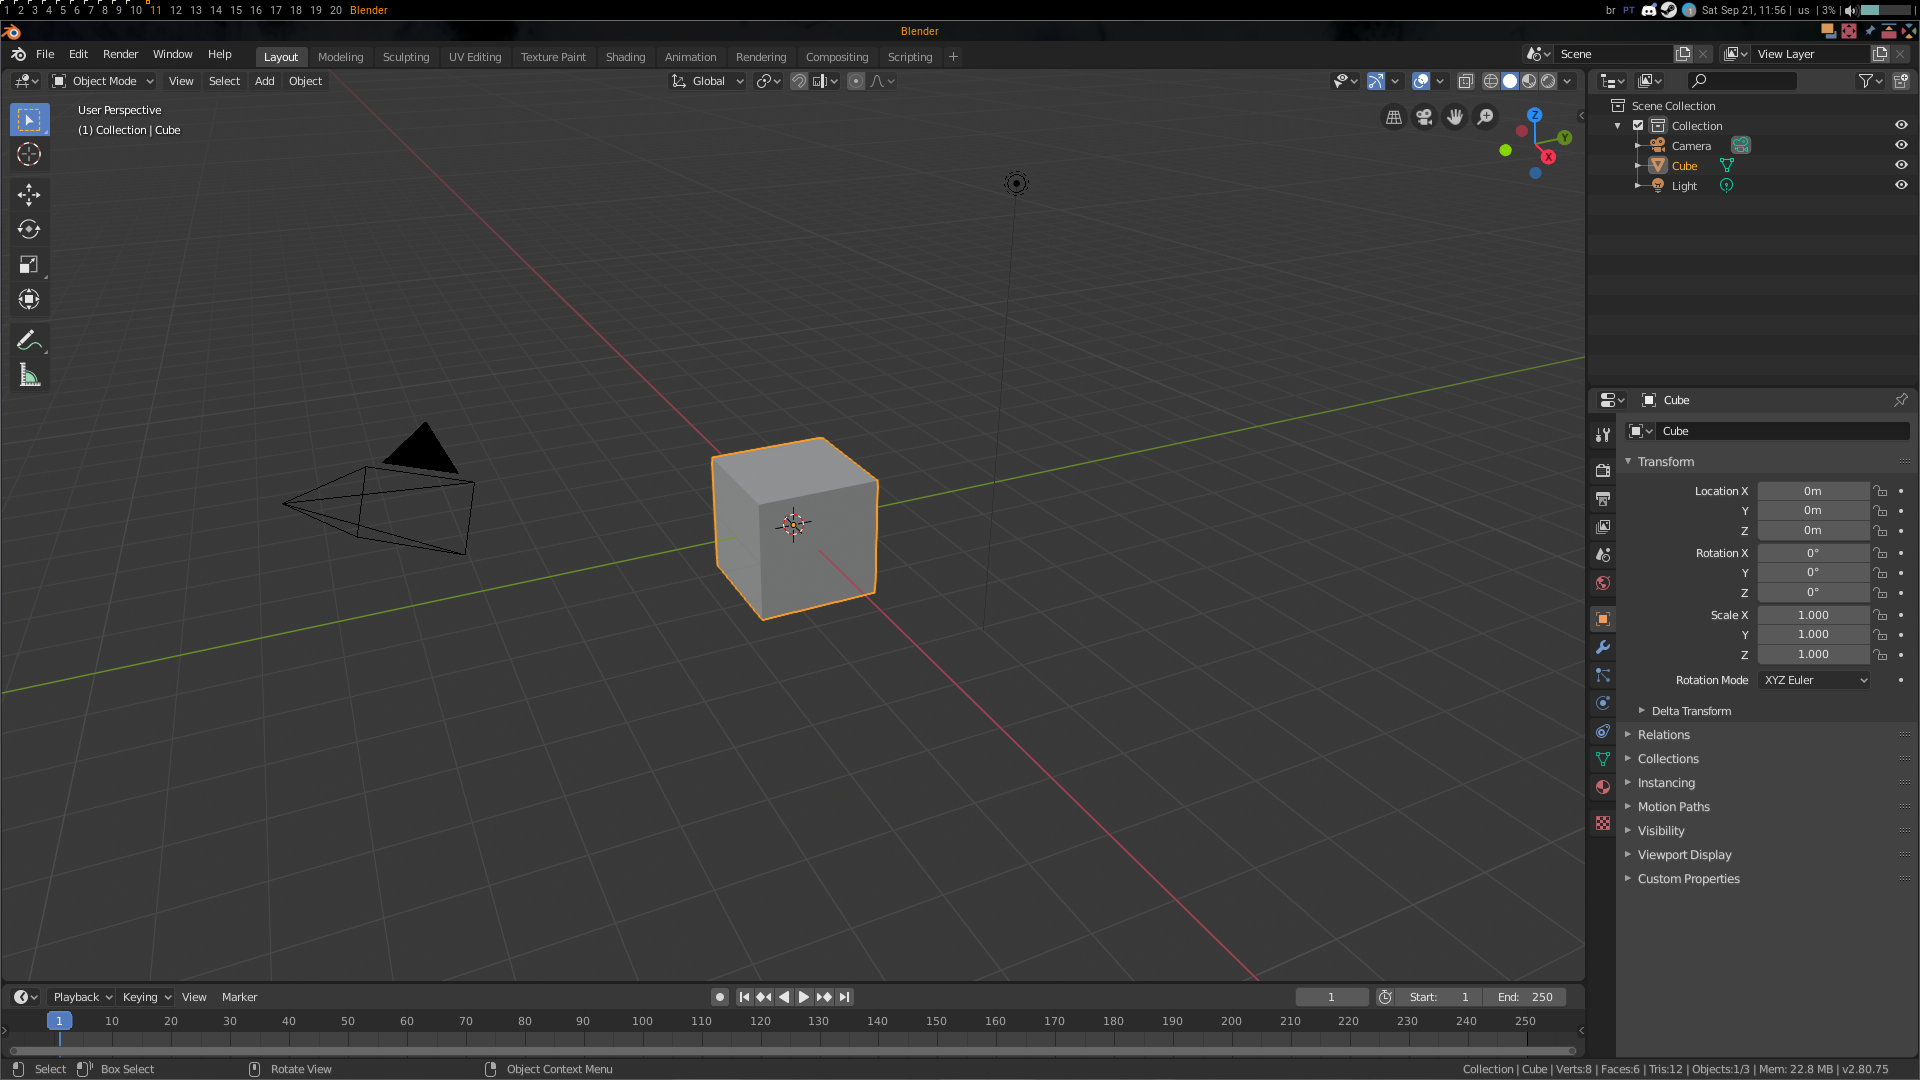 1 2 3 4 5 6 7 8 9 10 11 12 13 14 15 16 17 18 19 20 Blender
br PT Sat Sep 21, 11:56 | us | 3% |
Blender
File Edit Render Window Help
Layout Modeling Sculpting UV Editing Texture Paint Shading Animation Rendering Compositing Scripting +
Scene
View Layer
Object Mode View Select Add Object
Global
User Perspective
(1) Collection | Cube
Z
Y
X
Scene Collection
Collection
Camera
Cube
Light
Cube
Cube
Transform
Location X 0m
Y 0m
Z 0m
Rotation X 0°
Y 0°
Z 0°
Scale X 1.000
Y 1.000
Z 1.000
Rotation Mode XYZ Euler
Delta Transform
Relations
Collections
Instancing
Motion Paths
Visibility
Viewport Display
Custom Properties
Playback Keying View Marker
1
Start: 1
End: 250
1 10 20 30 40 50 60 70 80 90 100 110 120 130 140 150 160 170 180 190 200 210 220 230 240 250
Select Box Select Rotate View Object Context Menu
Collection | Cube | Verts:8 | Faces:6 | Tris:12 | Objects:1/3 | Mem: 22.8 MB | v2.80.75